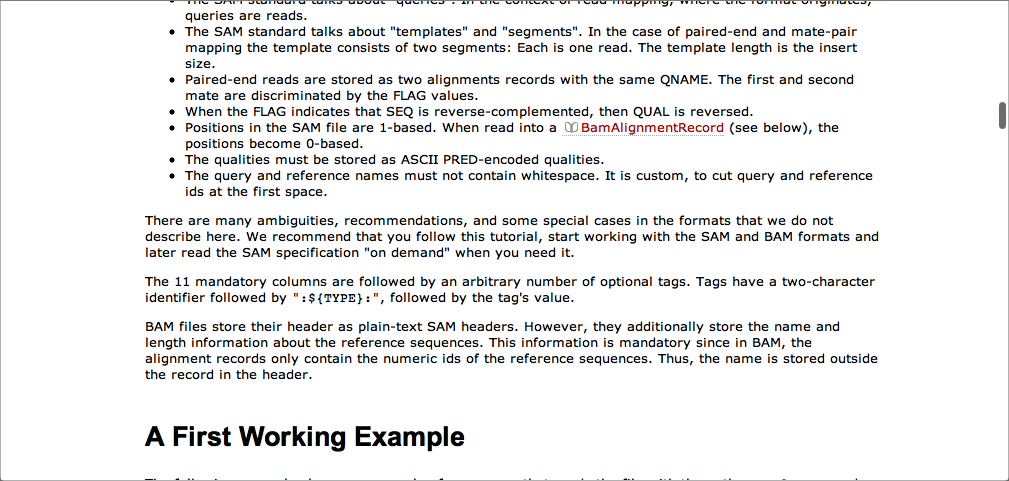 The SAM standard talks about "queries". In the context of read mapping, where the format originates,
queries are reads.
The SAM standard talks about "templates" and "segments". In the case of paired-end and mate-pair
mapping the template consists of two segments: Each is one read. The template length is the insert
size.
Paired-end reads are stored as two alignments records with the same QNAME. The first and second
mate are discriminated by the FLAG values.
When the FLAG indicates that SEQ is reverse-complemented, then QUAL is reversed.
Positions in the SAM file are 1-based. When read into a BamAlignmentRecord (see below), the
positions become 0-based.
The qualities must be stored as ASCII PRED-encoded qualities.
The query and reference names must not contain whitespace. It is custom, to cut query and reference
ids at the first space.
There are many ambiguities, recommendations, and some special cases in the formats that we do not
describe here. We recommend that you follow this tutorial, start working with the SAM and BAM formats and
later read the SAM specification "on demand" when you need it.
The 11 mandatory columns are followed by an arbitrary number of optional tags. Tags have a two-character
identifier followed by ":${TYPE}:", followed by the tag's value.
BAM files store their header as plain-text SAM headers. However, they additionally store the name and
length information about the reference sequences. This information is mandatory since in BAM, the
alignment records only contain the numeric ids of the reference sequences. Thus, the name is stored outside
the record in the header.
A First Working Example